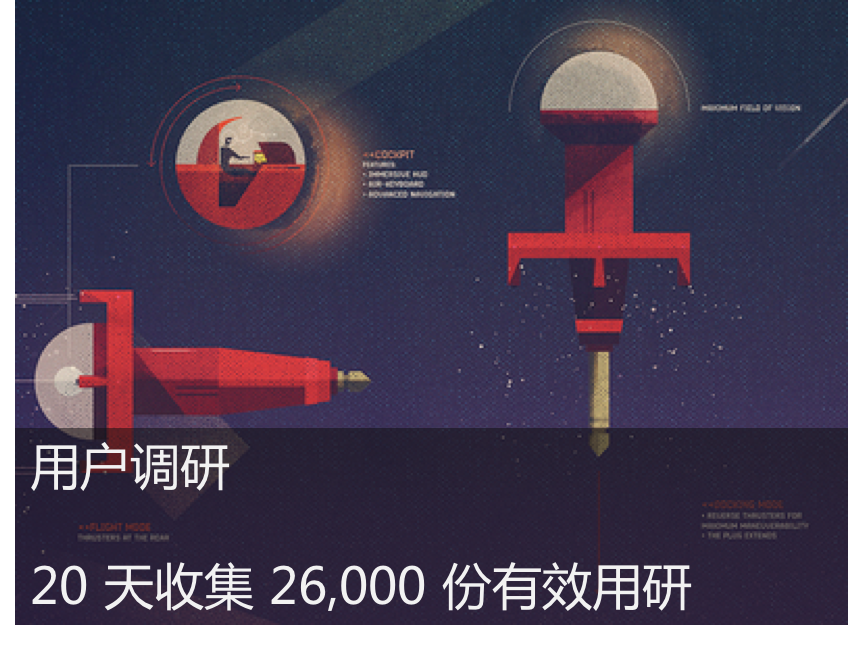 MAXIMUM FIELD OF VISION
++COCKPIT
FEATURES:
• IMMERSIVE HUD
• AIR-KEYBOARD
• ADVANCED NAVIGATION
用户调研
++DOCKING MODE
• REVERSE THRUSTERS FOR
MAXIMUM MANEUVERABILITY
• THE PLUG EXTENDS
++FLIGHT MODE
THRUSTERS AT THE REAR
20 天收集 26,000 份有效用研